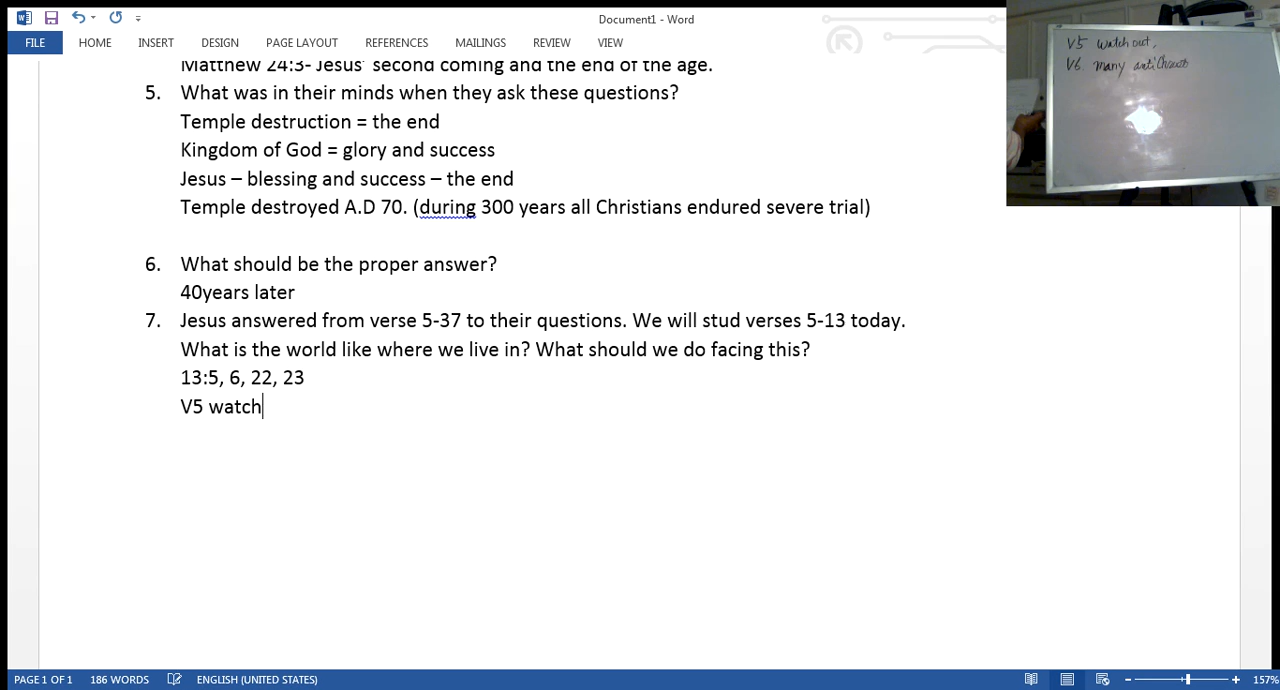 Document1 - Word
FILE HOME INSERT DESIGN PAGE LAYOUT REFERENCES MAILINGS REVIEW VIEW
Matthew 24:3- Jesus' second coming and the end of the age.
5. What was in their minds when they ask these questions?
Temple destruction = the end
Kingdom of God = glory and success
Jesus – blessing and success – the end
Temple destroyed A.D 70. (during 300 years all Christians endured severe trial)
6. What should be the proper answer?
40years later
7. Jesus answered from verse 5-37 to their questions. We will stud verses 5-13 today.
What is the world like where we live in? What should we do facing this?
13:5, 6, 22, 23
V5 watch
V5 watch out,
V6. many
PAGE 1 OF 1 186 WORDS ENGLISH (UNITED STATES) 157%